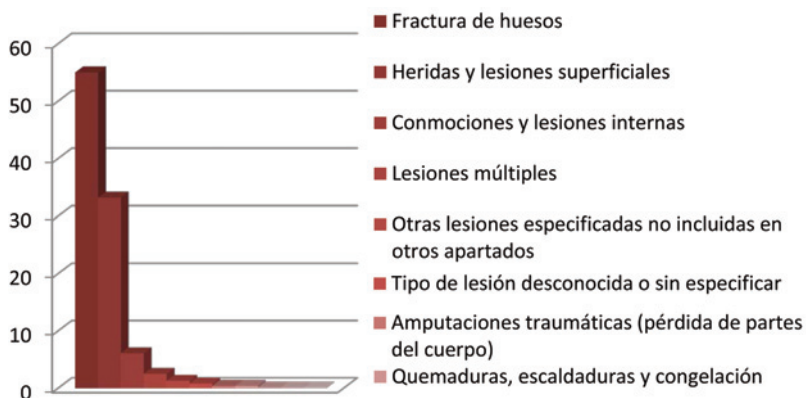 60
50
40
30
20
10
0
Fractura de huesos
Heridas y lesiones superficiales
Conmociones y lesiones internas
Lesiones múltiples
Otras lesiones especificadas no incluidas en
otros apartados
Tipo de lesión desconocida o sin especificar
Amputaciones traumáticas (pérdida de partes
del cuerpo)
Quemaduras, escaldaduras y congelación